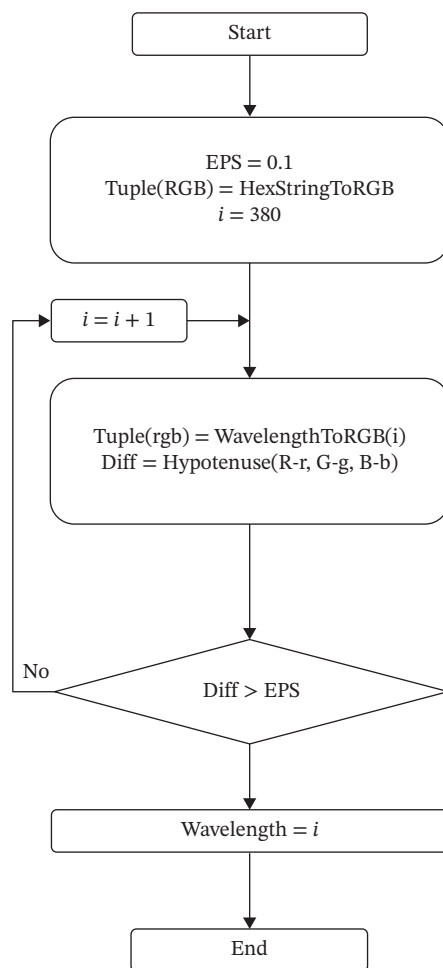 Start
EPS = 0.1
Tuple(RGB) = HexStringToRGB
i = 380
i = i + 1
Tuple(rgb) = WavelengthToRGB(i)
Diff = Hypotenuse(R-r, G-g, B-b)
No
Diff > EPS
Wavelength = i
End